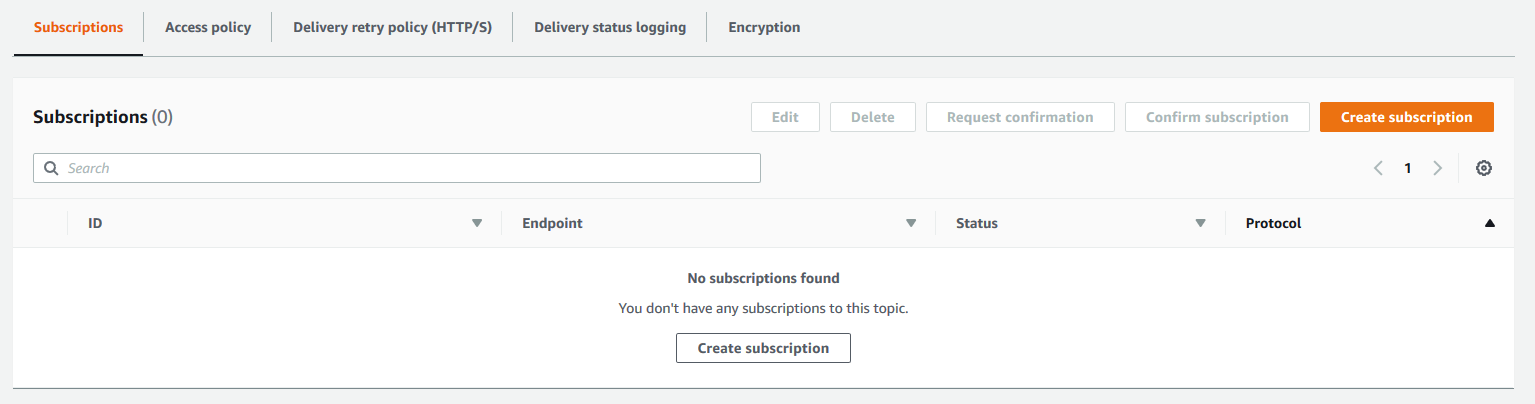 Subscriptions Access policy Delivery retry policy (HTTP/S) Delivery status logging Encryption
Subscriptions (0) Edit Delete Request confirmation Confirm subscription Create subscription
Search 1
ID Endpoint Status Protocol
No subscriptions found
You don't have any subscriptions to this topic.
Create subscription